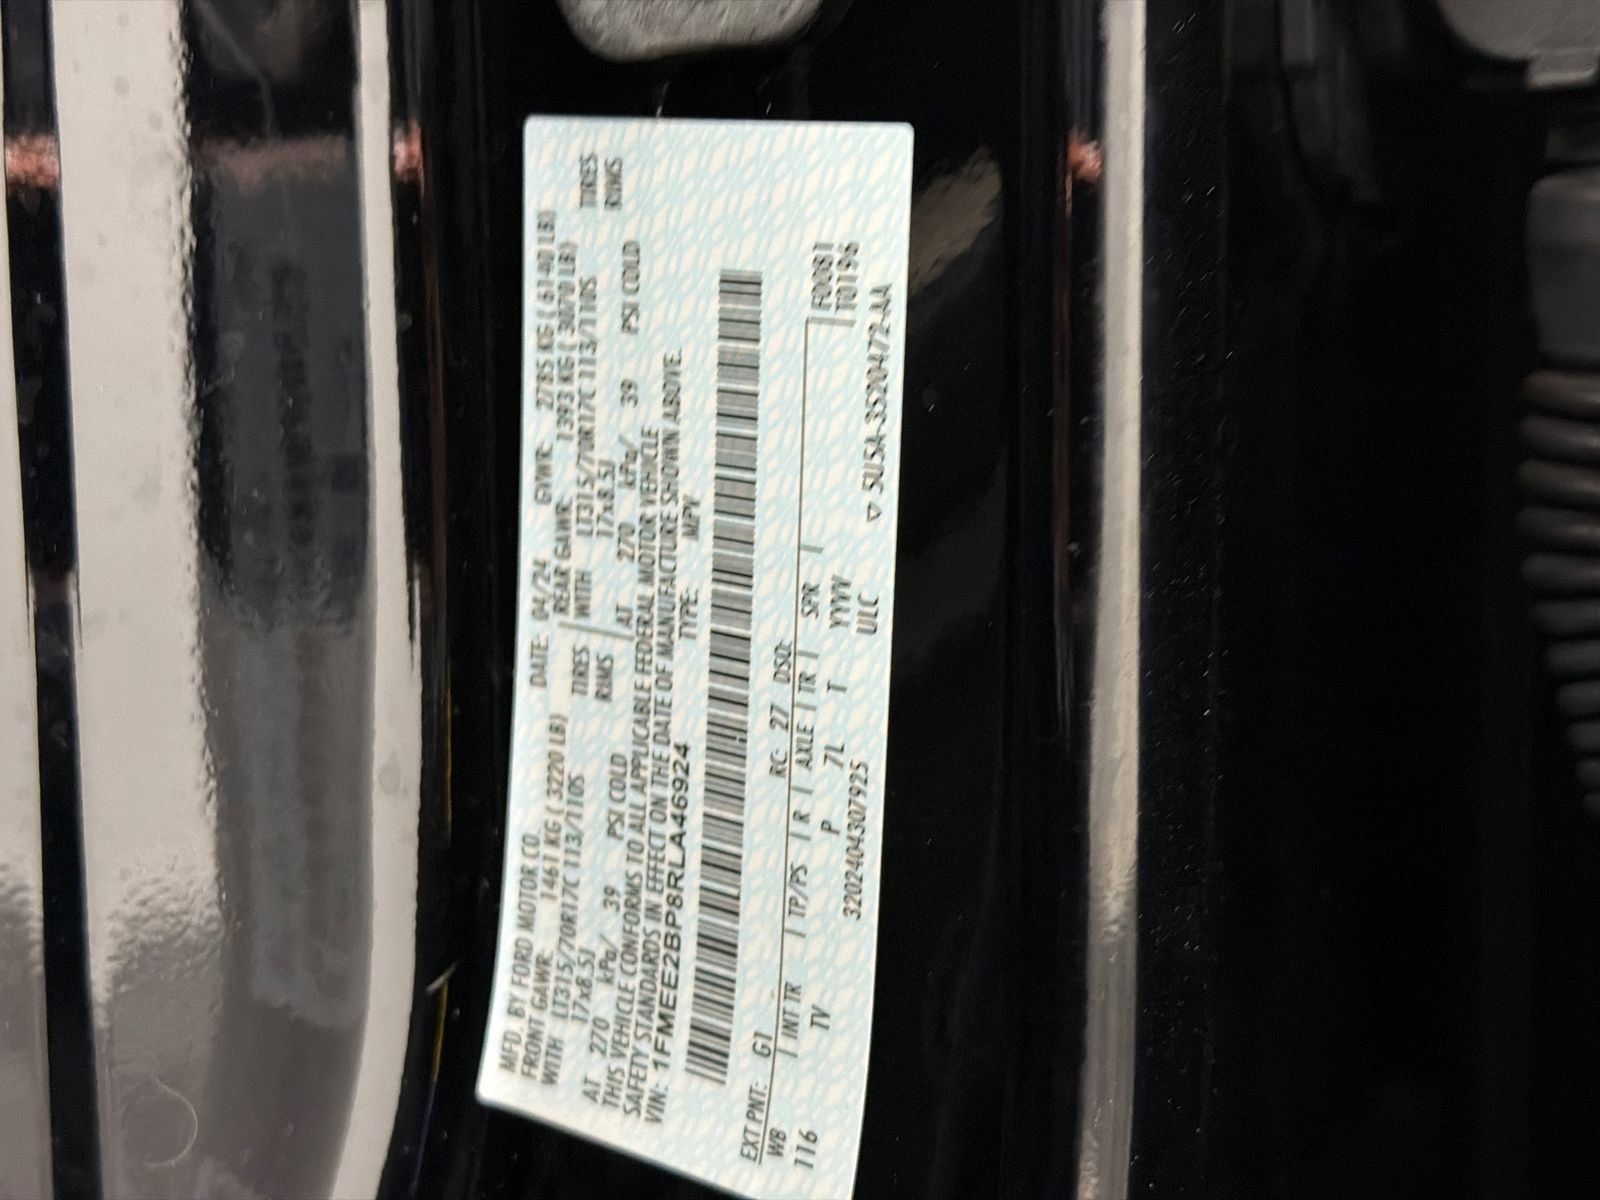 MFD. BY FORD MOTOR CO. DATE: 04/24 GVWR: 2785 KG ( 6140 LB)
FRONT GAWR: 1461 KG ( 3220 LB) REAR GAWR: 1393 KG ( 3070 LB)
WITH LT315/70R17C 113/110S TIRES WITH LT315/70R17C 113/110S TIRES
17x8.5J RIMS 17x8.5J RIMS
AT 270 kPa/ 39 PSI COLD AT 270 kPa/ 39 PSI COLD
THIS VEHICLE CONFORMS TO ALL APPLICABLE FEDERAL MOTOR VEHICLE
SAFETY STANDARDS IN EFFECT ON THE DATE OF MANUFACTURE SHOWN ABOVE.
VIN: 1FMEE2BP8RLA46924 TYPE: MPV
EXT PNT: G1 RC: 27 DSO: F0081
WB INT TR TP/PS R AXLE TR SPR T0196
116 TV P 7L T YYVV
3202404307925 ULC ▽ 5U5A-3520472-AA